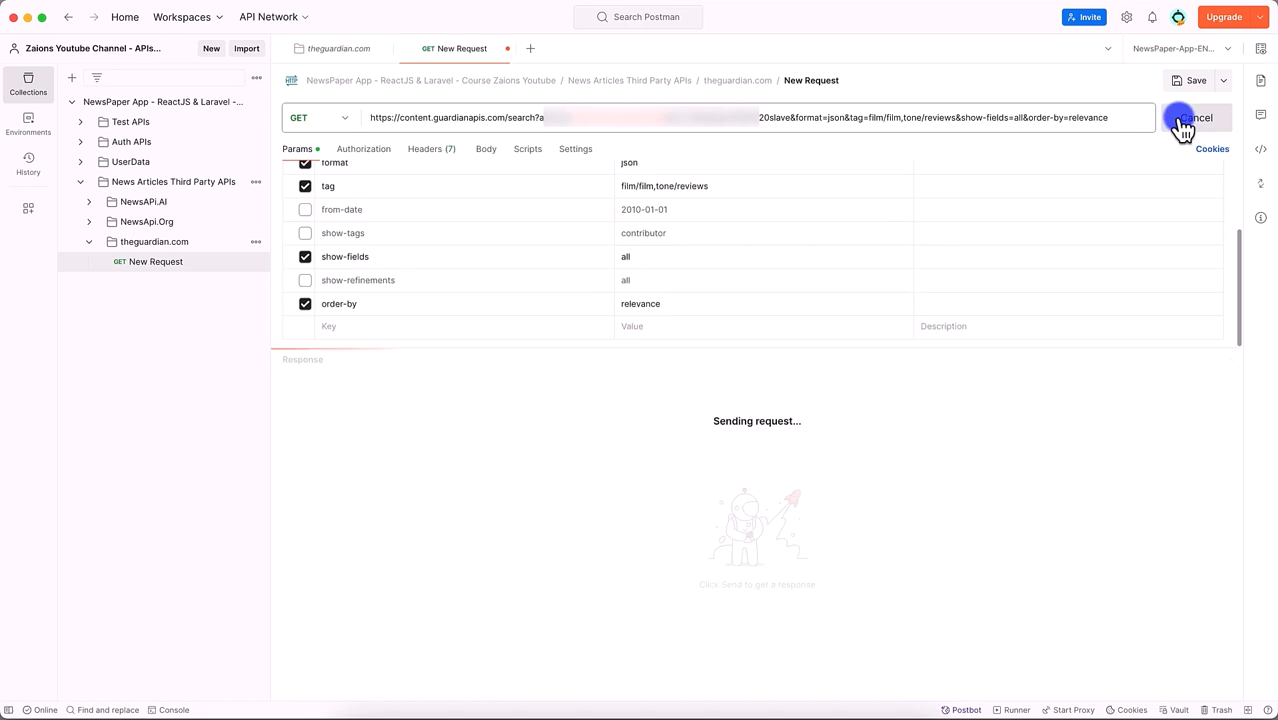 Home Workspaces API Network Search Postman Invite Upgrade
Zaions Youtube Channel - APIs... New Import theguardian.com GET New Request NewsPaper-App-EN...
Collections
Environments
History
NewsPaper App - ReactJS & Laravel -...
Test APIs
Auth APIs
UserData
News Articles Third Party APIs
NewsAPi.AI
NewsApi.Org
theguardian.com
GET New Request
HTTP NewsPaper App - ReactJS & Laravel - Course Zaions Youtube / News Articles Third Party APIs / theguardian.com / New Request Save
GET https://content.guardianapis.com/search?a 20slave&format=json&tag=film/film,tone/reviews&show-fields=all&order-by=relevance Cancel
Params Authorization Headers (7) Body Scripts Settings Cookies
format json
tag film/film,tone/reviews
from-date 2010-01-01
show-tags contributor
show-fields all
show-refinements all
order-by relevance
Key Value Description
Response
Sending request...
Click Send to get a response
Online Find and replace Console Postbot Runner Start Proxy Cookies Vault Trash